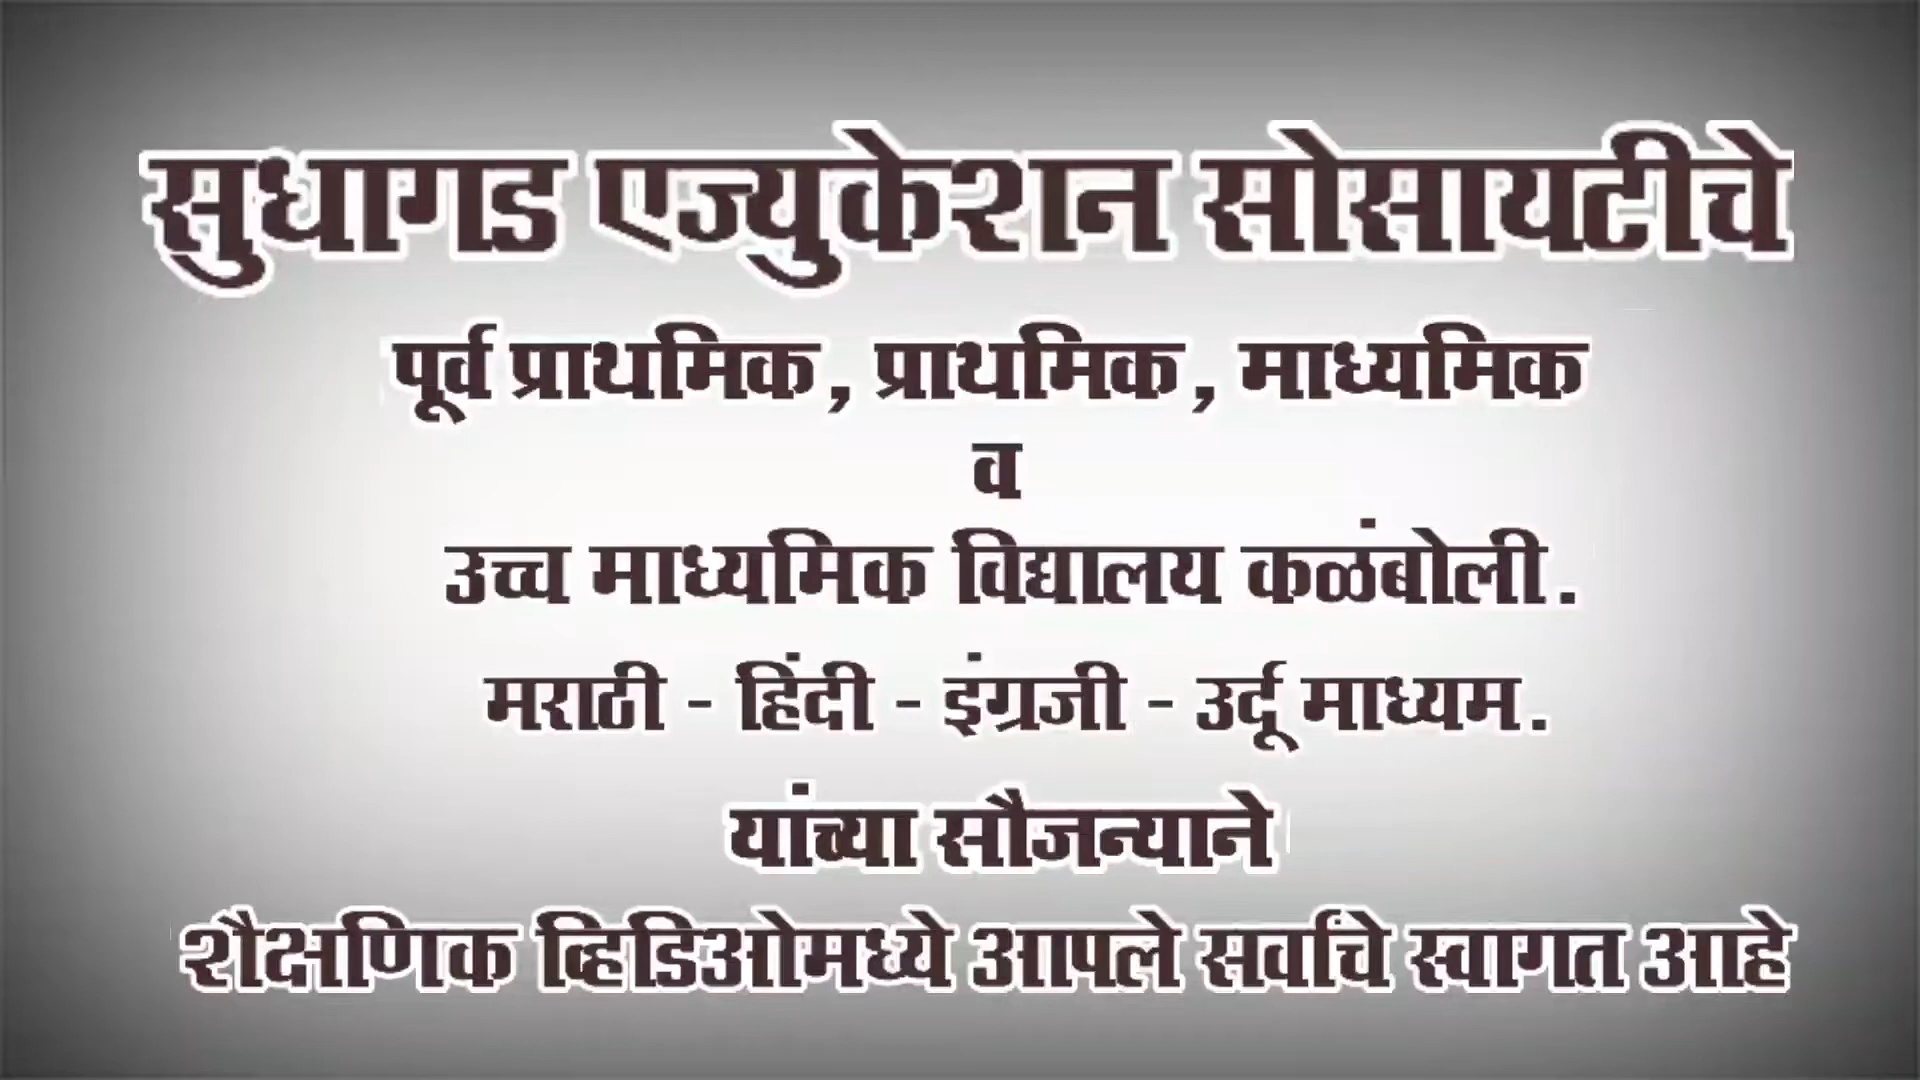 सुधागड एज्युकेशन सोसायटीचे
पूर्व प्राथमिक, प्राथमिक, माध्यमिक
व
उच्च माध्यमिक विद्यालय कळंबोली.
मराठी - हिंदी - इंग्रजी - उर्दू माध्यम.
यांच्या सौजन्याने
शैक्षणिक व्हिडिओमध्ये आपले सर्वांचे स्वागत आहे